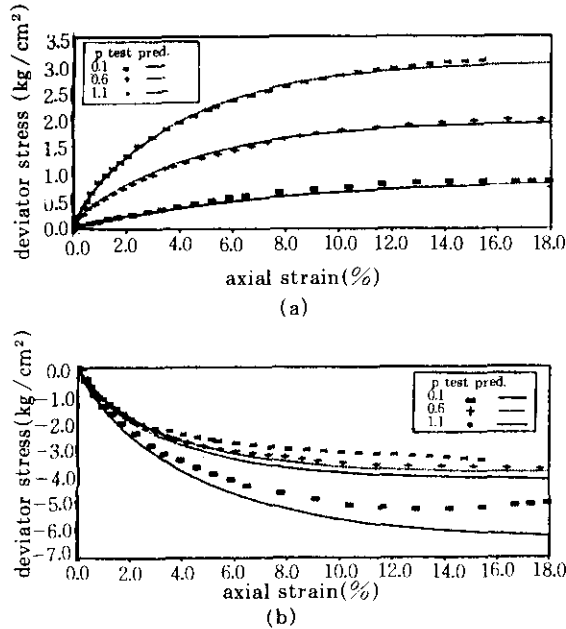 deviator stress (kg/cm²)
3.5
3.0
2.5
2.0
1.5
1.0
0.5
0.0
p test pred.
0.1
0.6
1.1
0.0 2.0 4.0 6.0 8.0 10.0 12.0 14.0 16.0 18.0
axial strain(%)
(a)
deviator stress(kg/cm²)
0.0
-1.0
-2.0
-3.0
-4.0
-5.0
-6.0
-7.0
p test pred.
0.1
0.6
1.1
0.0 2.0 4.0 6.0 8.0 10.0 12.0 14.0 16.0 18.0
axial strain(%)
(b)